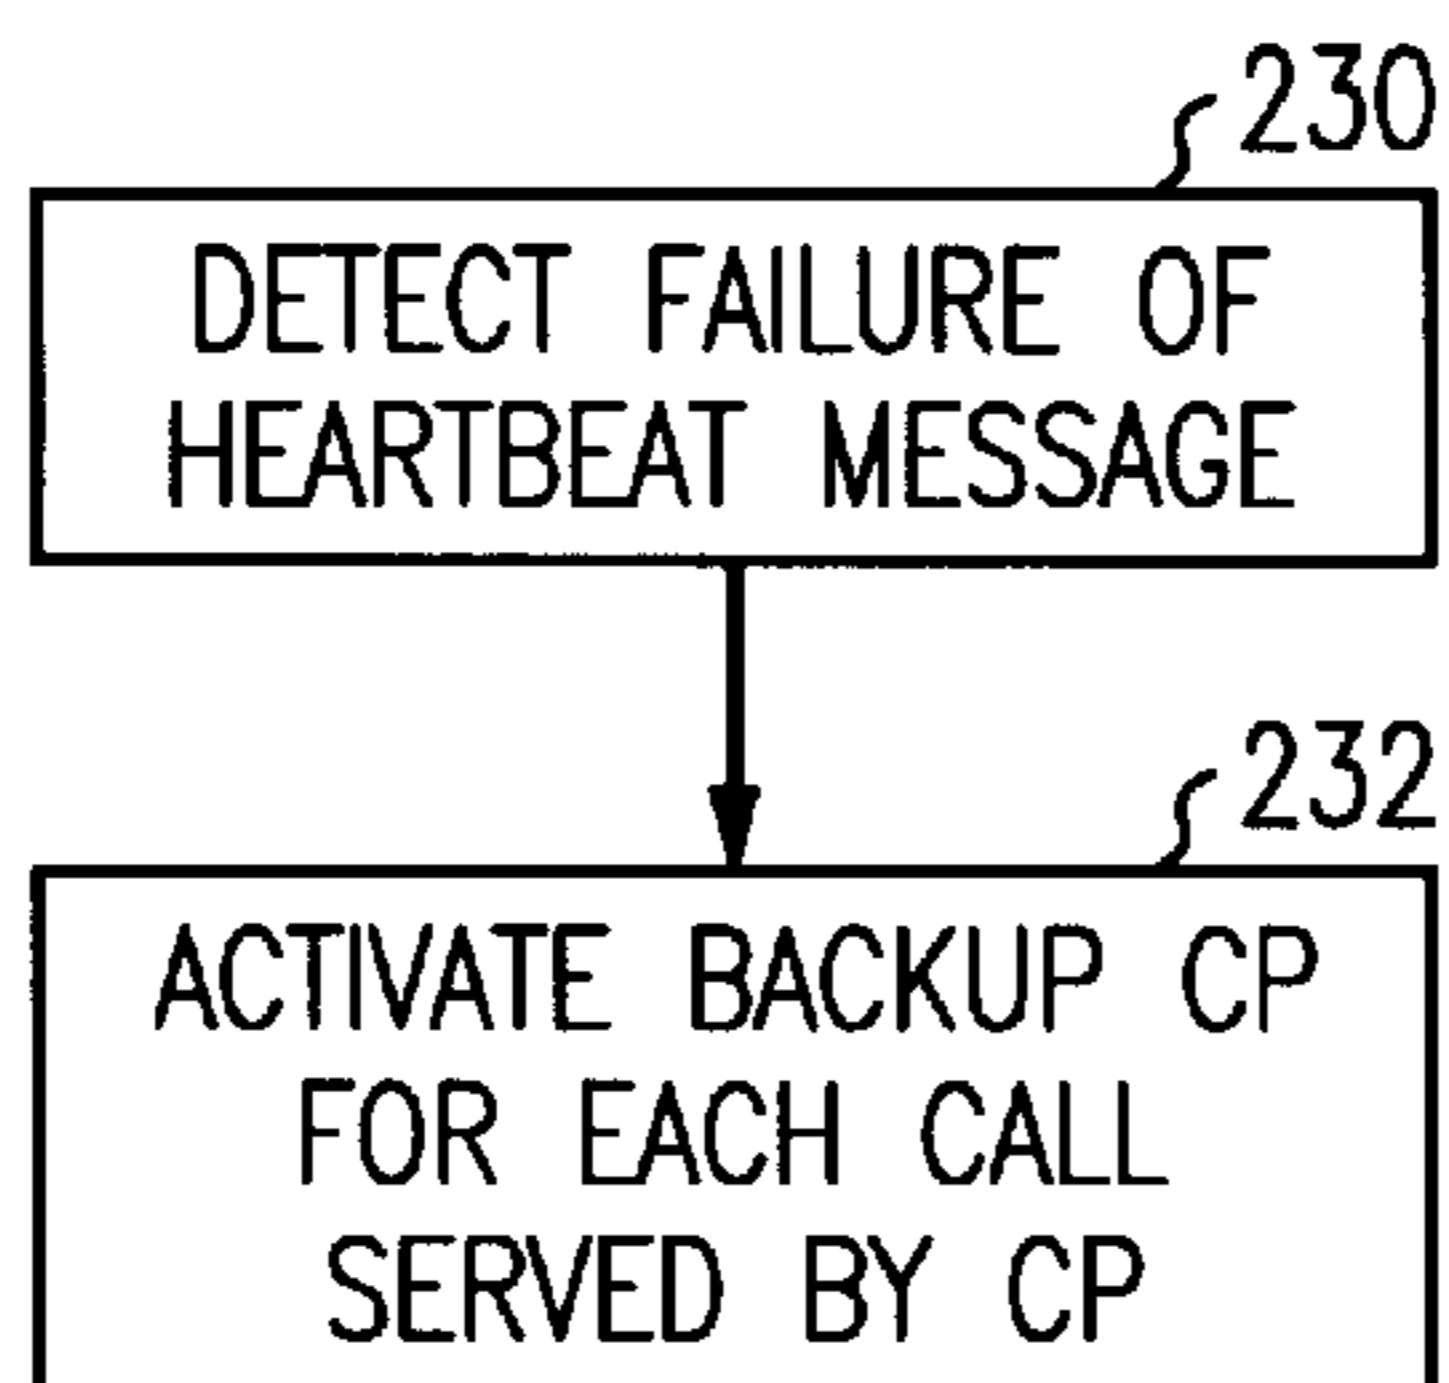 230
DETECT FAILURE OF
HEARTBEAT MESSAGE
232
ACTIVATE BACKUP CP
FOR EACH CALL
SERVED BY CP